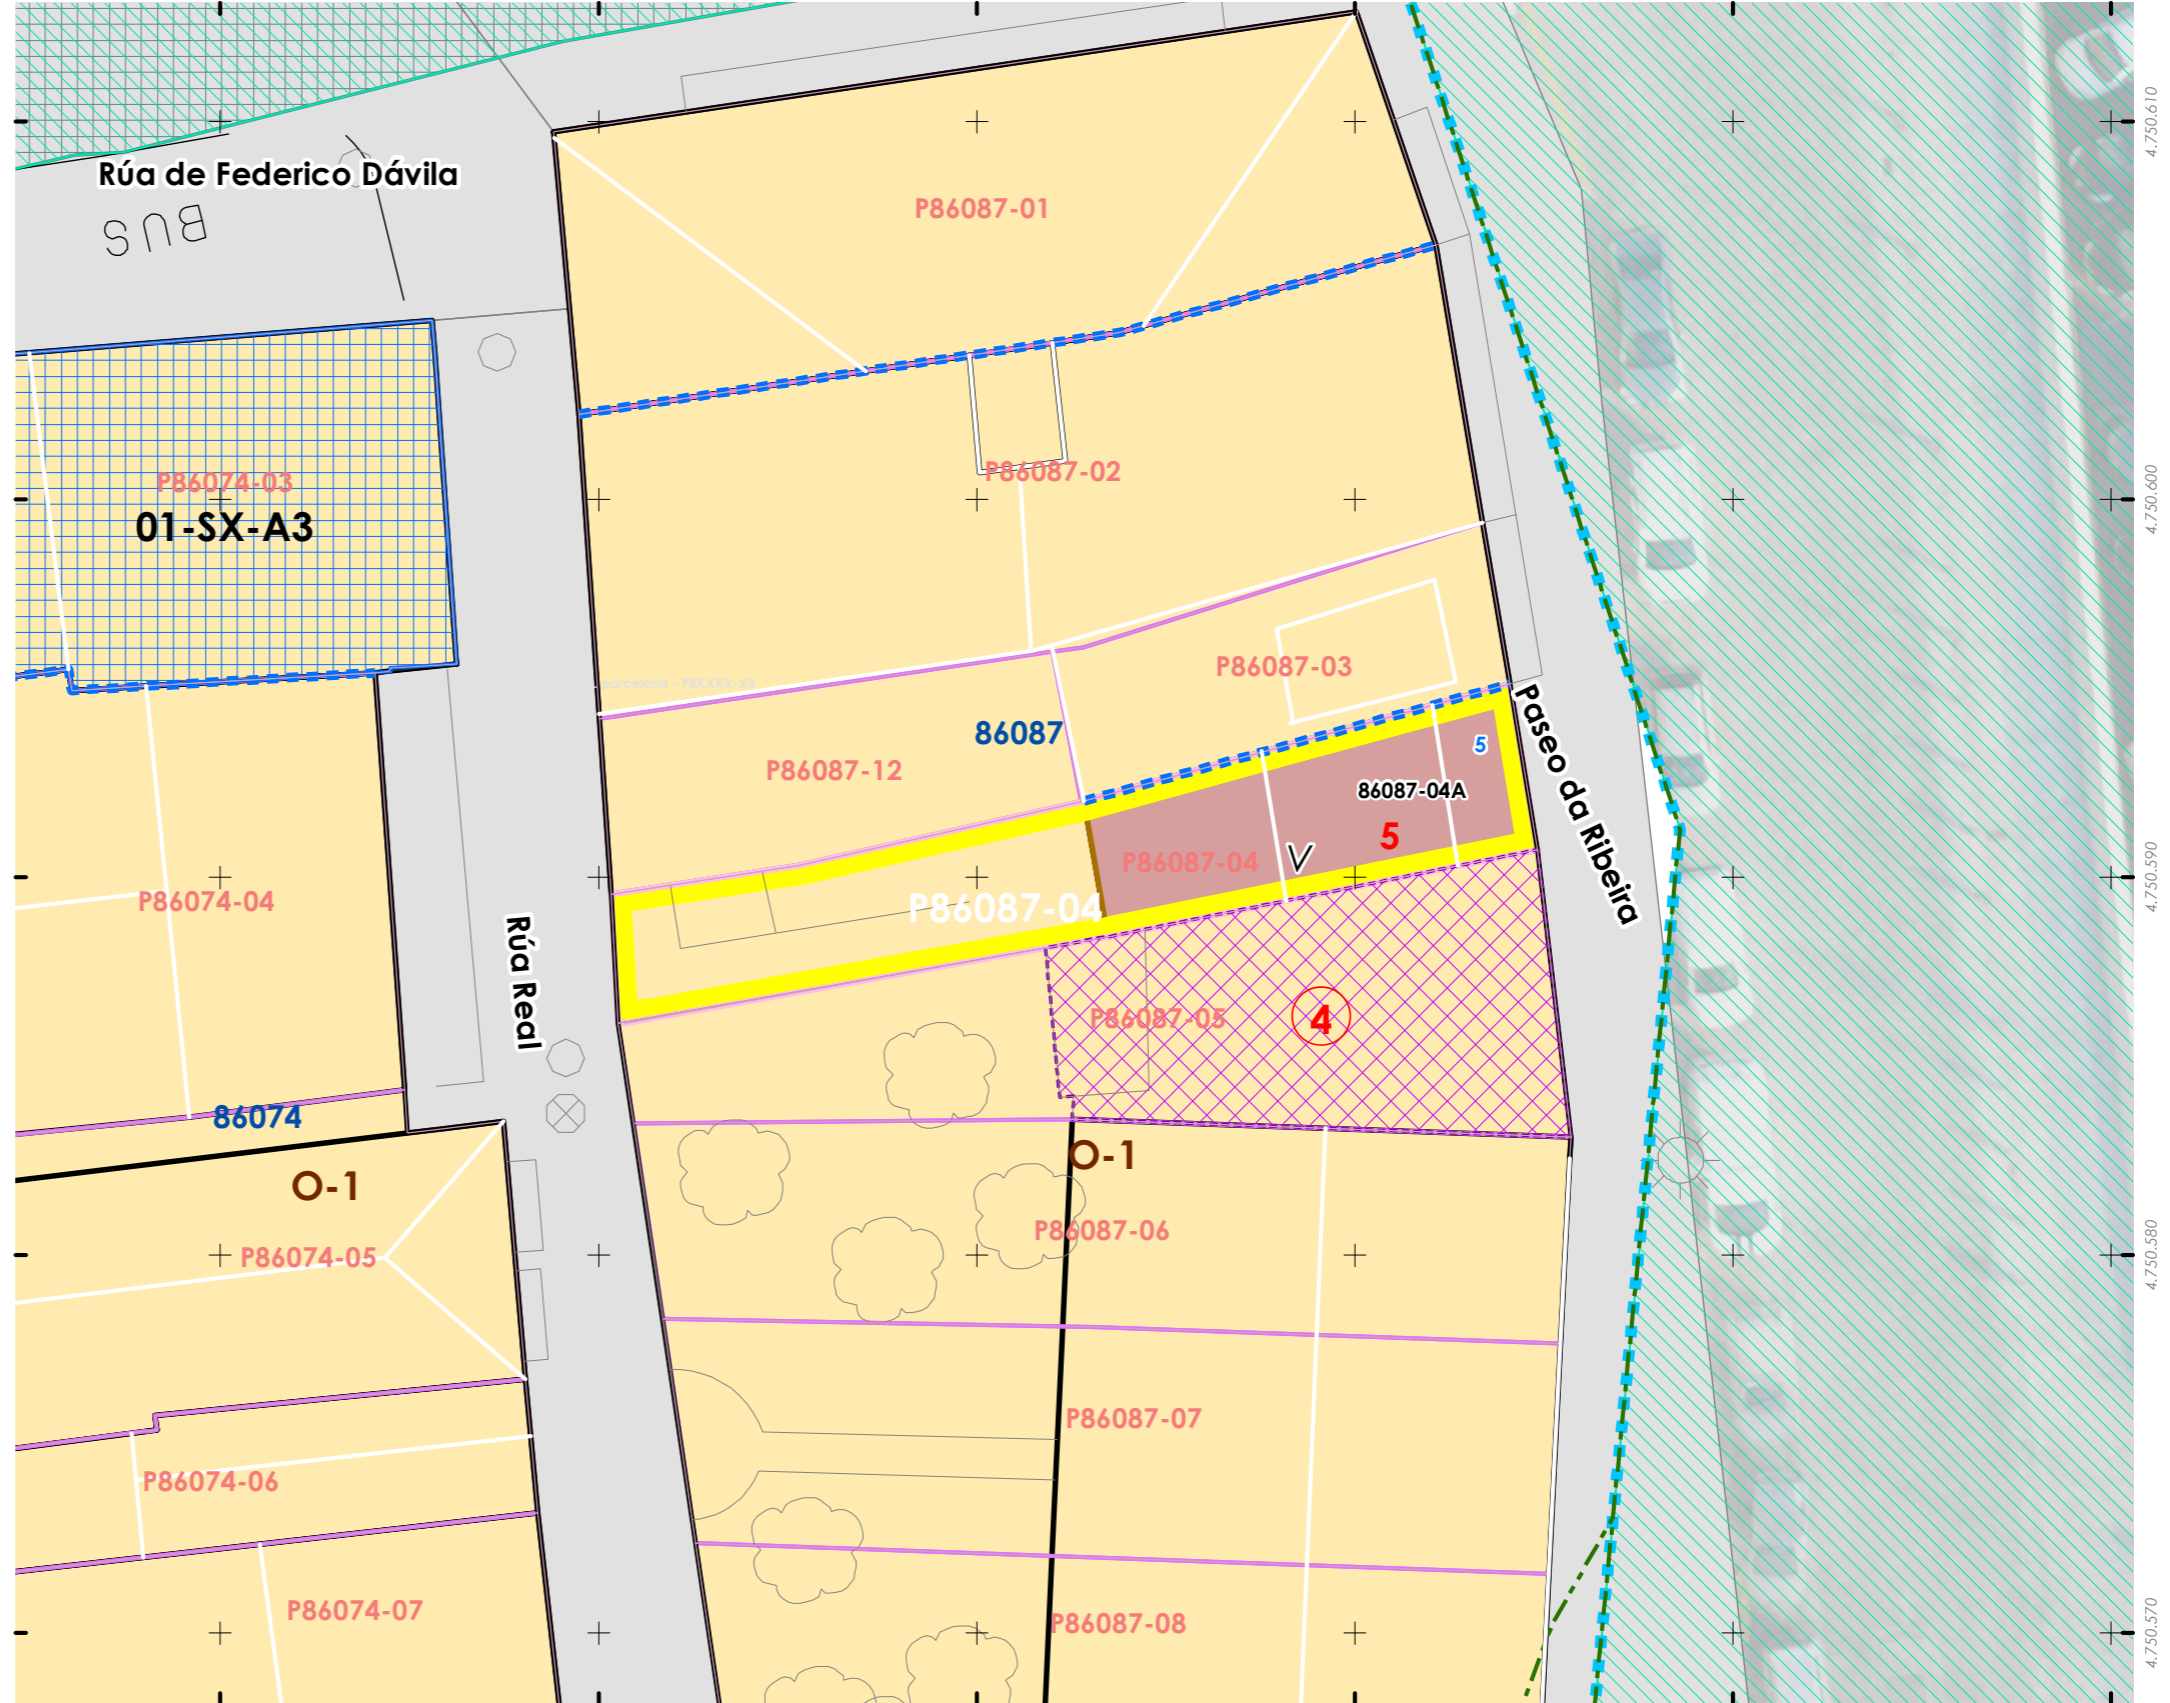 4.750.610
Rúa de Federico Dávila
BUS
P86087-01
P86087-02
P86074-03
01-SX-A3
4.750.600
P86087-03
parcelaria - P8XXXX-XX
86087
P86087-12
5
86087-04A
5
V
P86087-04
P86087-04
Paseo da Ribeira
4.750.590
P86074-04
Rúa Real
P86087-05
4
86074
O-1
O-1
P86087-06
P86074-05
4.750.580
P86087-07
P86074-06
P86074-07
P86087-08
4.750.570